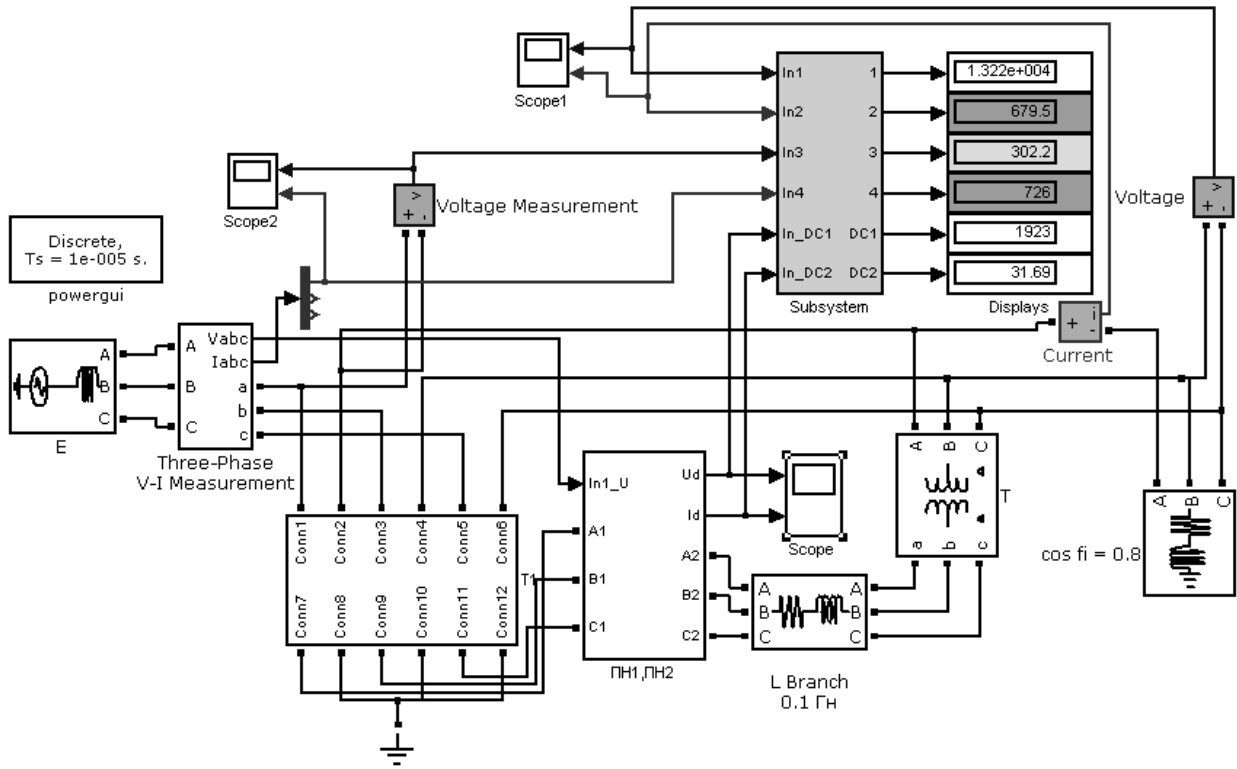 Scope1
In1
In2
In3
In4
In_DC1
In_DC2
1
2
3
4
DC1
DC2
Subsystem
1.322e+004
679.5
302.2
726
1923
31.69
Displays
Scope2
+ -
Voltage Measurement
Voltage
+ -
Discrete,
Ts = 1e-005 s.
powergui
+ i
-
Current
A
B
C
E
A
B
C
Vabc
Iabc
a
b
c
Three-Phase
V-I Measurement
Conn1
Conn2
Conn3
Conn4
Conn5
Conn6
Conn7
Conn8
Conn9
Conn10
Conn11
Conn12
T1
In1_U
A1
B1
C1
Ud
Id
A2
B2
C2
ПН1,ПН2
Scope
A
B
C
A
B
C
L Branch
0.1 Гн
A
B
C
a
b
c
T
A
B
C
cos fi = 0.8